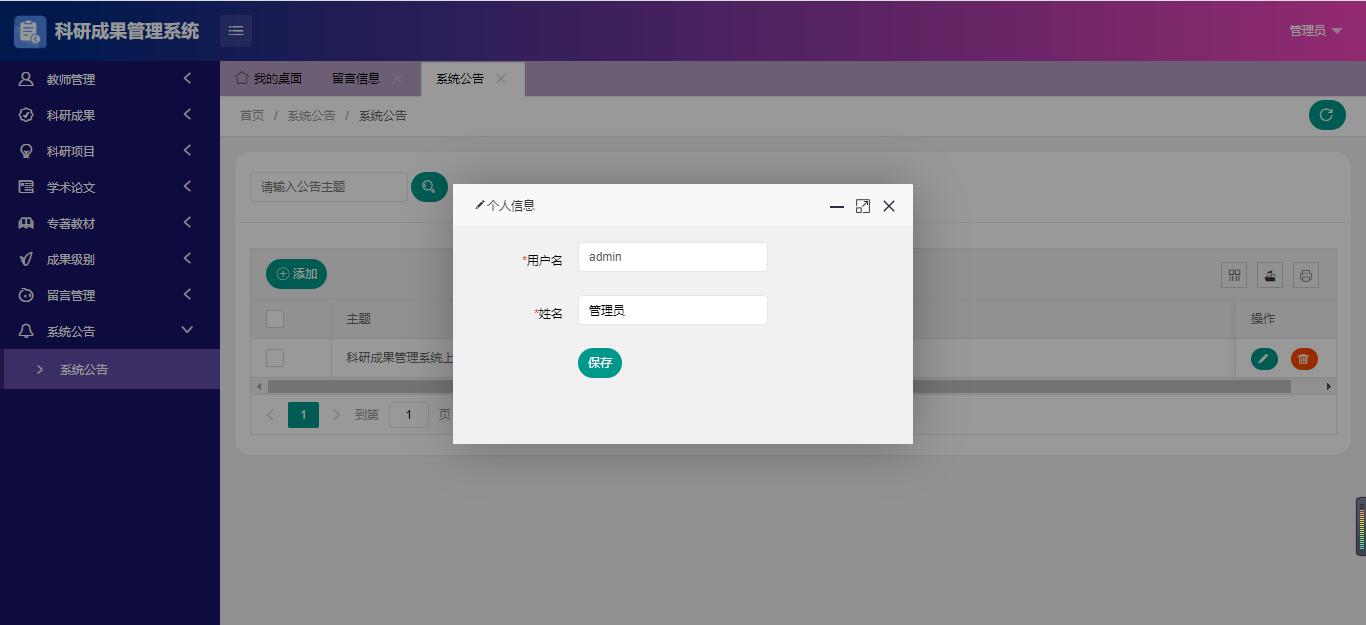 科研成果管理系统
管理员
教师管理
科研成果
科研项目
学术论文
专著教材
成果级别
留言管理
系统公告
系统公告
我的桌面 留言信息 系统公告
首页 / 系统公告 / 系统公告
请输入公告主题
添加
主题 操作
科研成果管理系统上
1 到第 1 页
个人信息
*用户名 admin
*姓名 管理员
保存